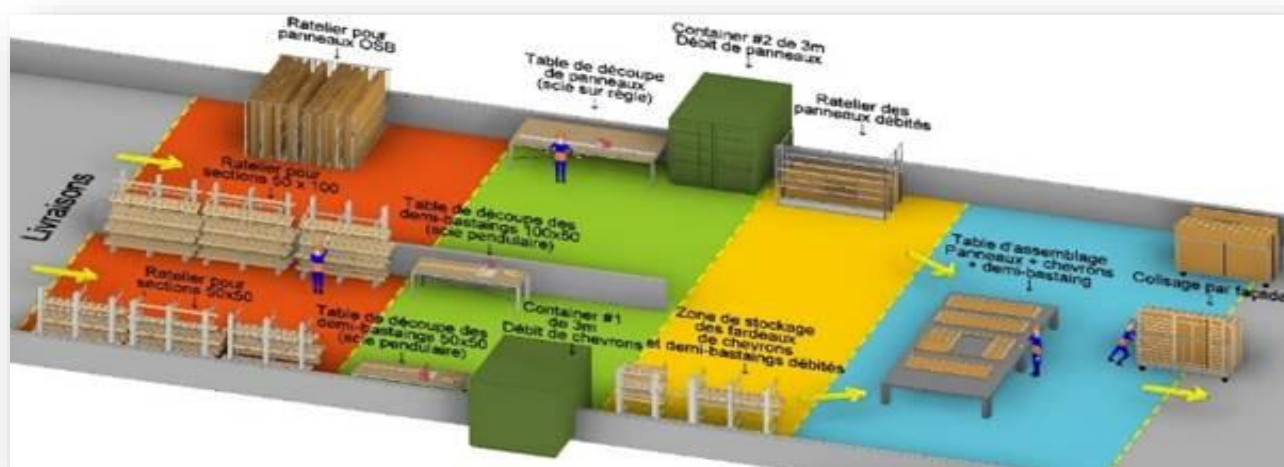 Ratelier pour
panneaux OSB
Container #2 de 3m
Débit de panneaux
Table de découpe
de panneaux
(scie sur règle)
Ratelier des
panneaux débités
Livraisons
Ratelier pour
sections 50 x 100
Table de découpe des
demi-bastaings 100x50
(scie pendulaire)
Ratelier pour
sections 50x50
Table de découpe des
demi-bastaings 50x50
(scie pendulaire)
Container #1
de 3m
Débit de chevrons
Zone de stockage
des fardeaux
de chevrons
et demi-bastaings débités
Table d'assemblage
Panneaux + chevrons
+ demi-bastaing
Colisage par façade